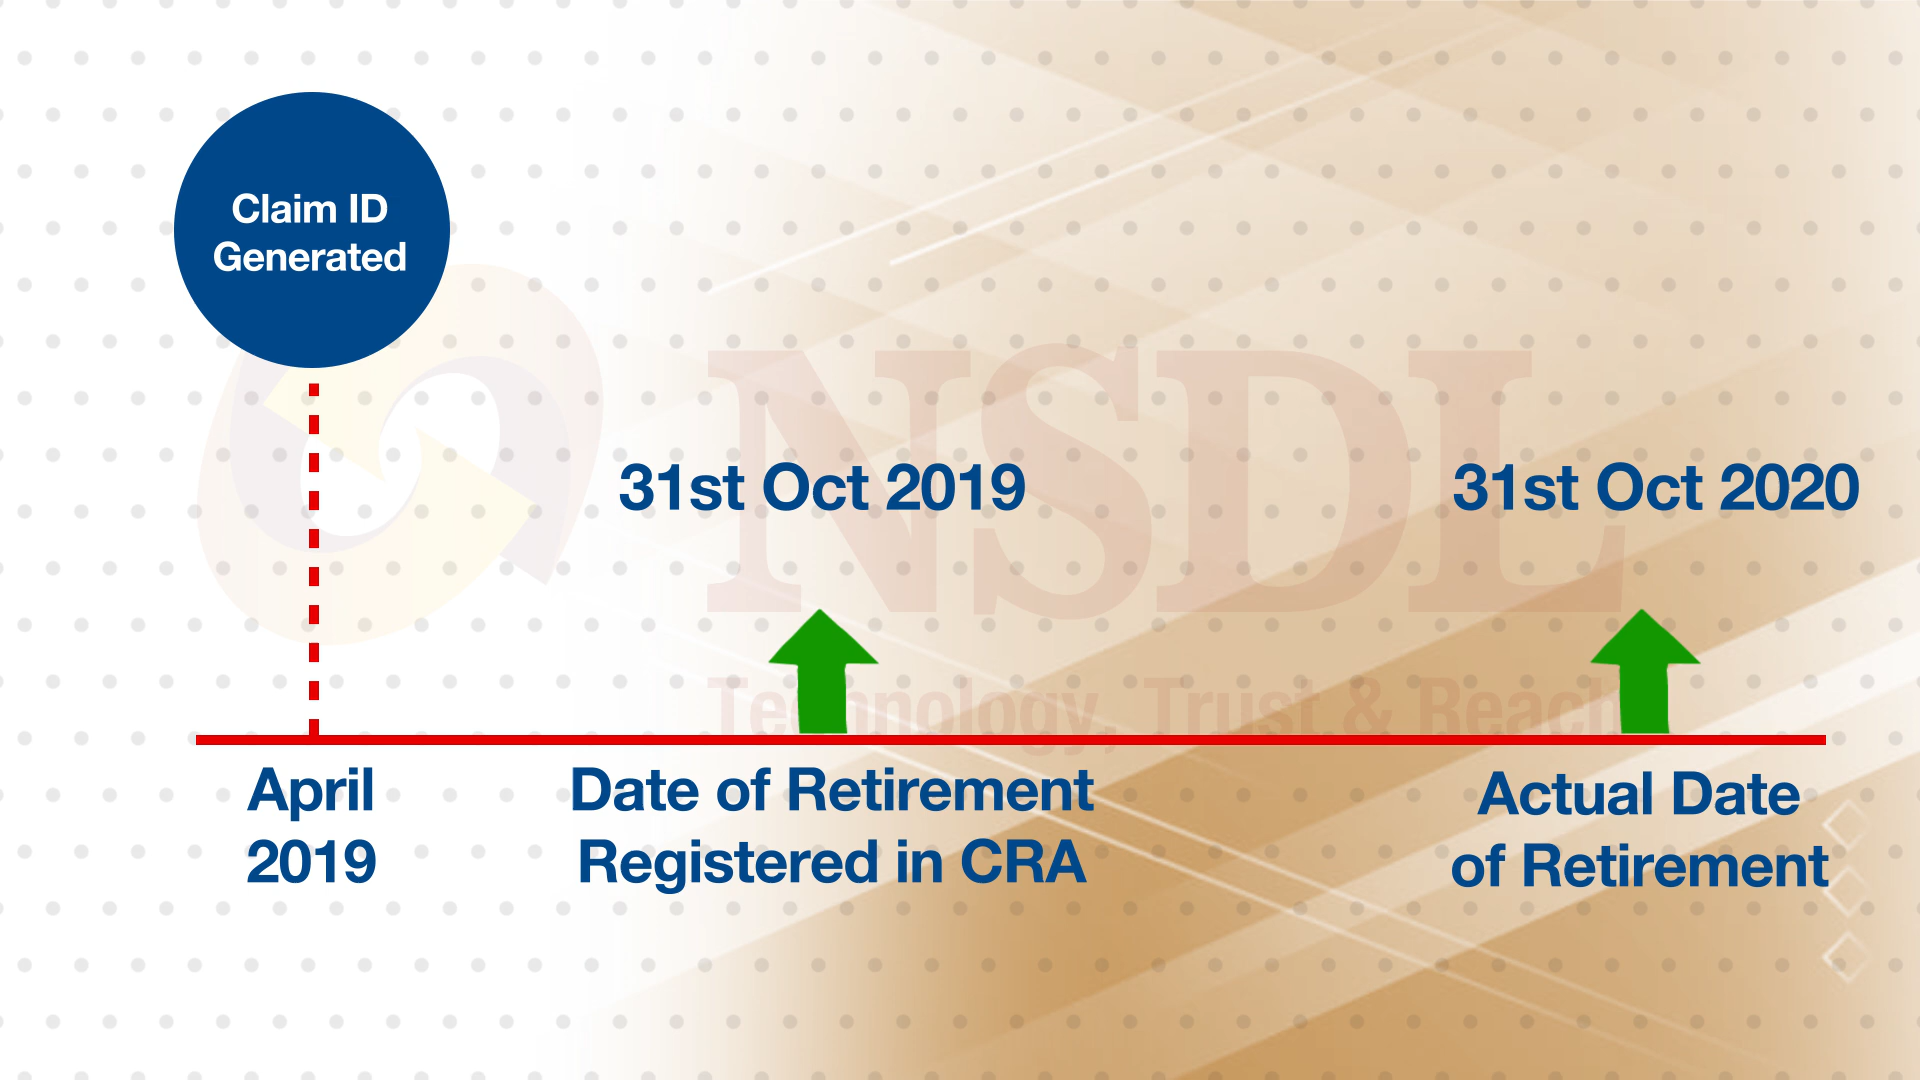 Claim ID
Generated
NSDL
Technology, Trust & Reach
31st Oct 2019
31st Oct 2020
April
2019
Date of Retirement
Registered in CRA
Actual Date
of Retirement